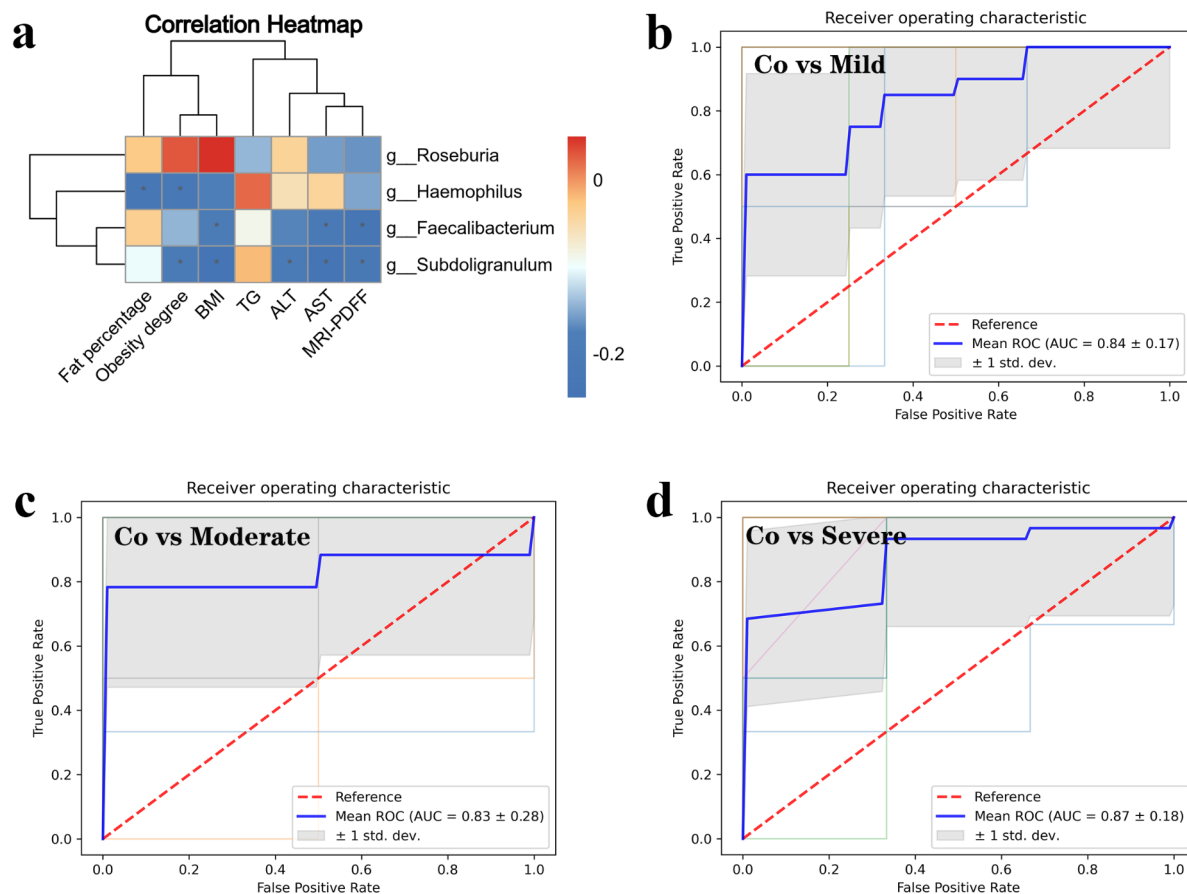 a
Correlation Heatmap
g__Roseburia
g__Haemophilus
g__Faecalibacterium
g__Subdoligranulum
Fat percentage
Obesity degree
BMI
TG
ALT
AST
MRI-PDFF
0
-0.2
b
Receiver operating characteristic
Co vs Mild
True Positive Rate
1.0
0.8
0.6
0.4
0.2
0.0
Reference
Mean ROC (AUC = 0.84 ± 0.17)
± 1 std. dev.
0.0 0.2 0.4 0.6 0.8 1.0
False Positive Rate
c
Receiver operating characteristic
Co vs Moderate
True Positive Rate
1.0
0.8
0.6
0.4
0.2
0.0
Reference
Mean ROC (AUC = 0.83 ± 0.28)
± 1 std. dev.
0.0 0.2 0.4 0.6 0.8 1.0
False Positive Rate
d
Receiver operating characteristic
Co vs Severe
True Positive Rate
1.0
0.8
0.6
0.4
0.2
0.0
Reference
Mean ROC (AUC = 0.87 ± 0.18)
± 1 std. dev.
0.0 0.2 0.4 0.6 0.8 1.0
False Positive Rate